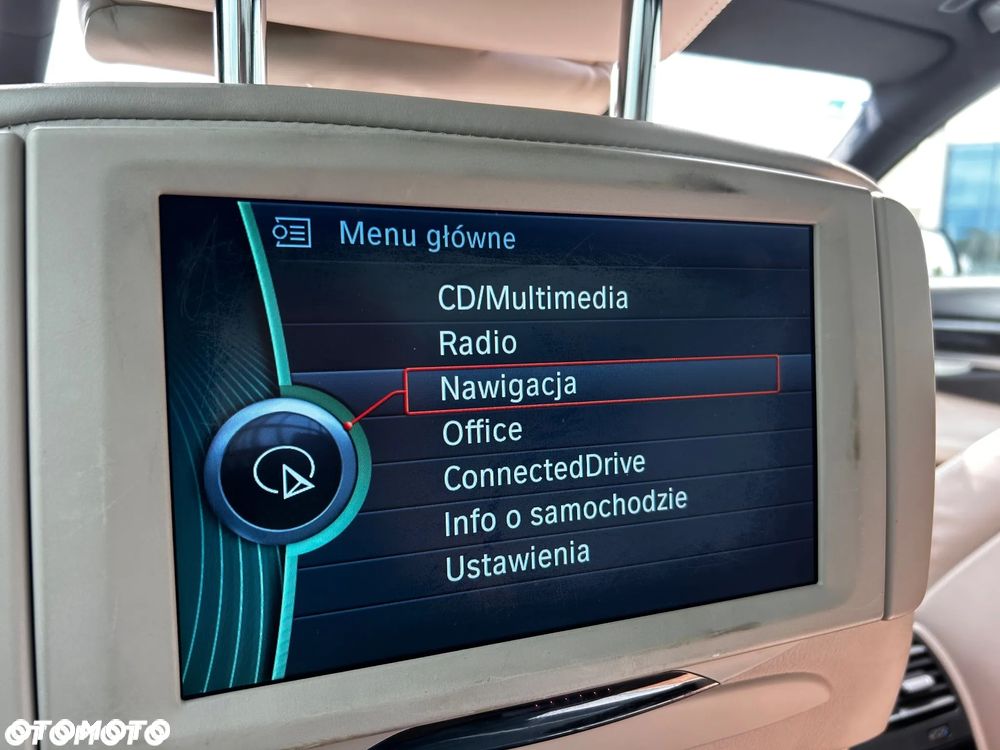 Menu główne
CD/Multimedia
Radio
Nawigacja
Office
ConnectedDrive
Info o samochodzie
Ustawienia
OTOMOTO